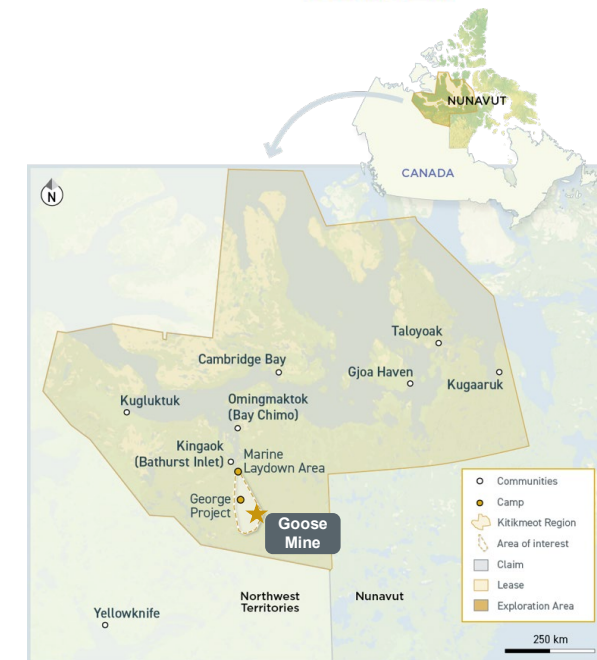 NUNAVUT
CANADA
N
Taloyoak
Cambridge Bay
Gjoa Haven
Kugaaruk
Kugluktuk
Omingmaktok
(Bay Chimo)
Kingaok
(Bathurst Inlet)
Marine
Laydown Area
George
Project
Goose
Mine
Northwest
Territories
Nunavut
Yellowknife
Communities
Camp
Kitikmeot Region
Area of interest
Claim
Lease
Exploration Area
250 km